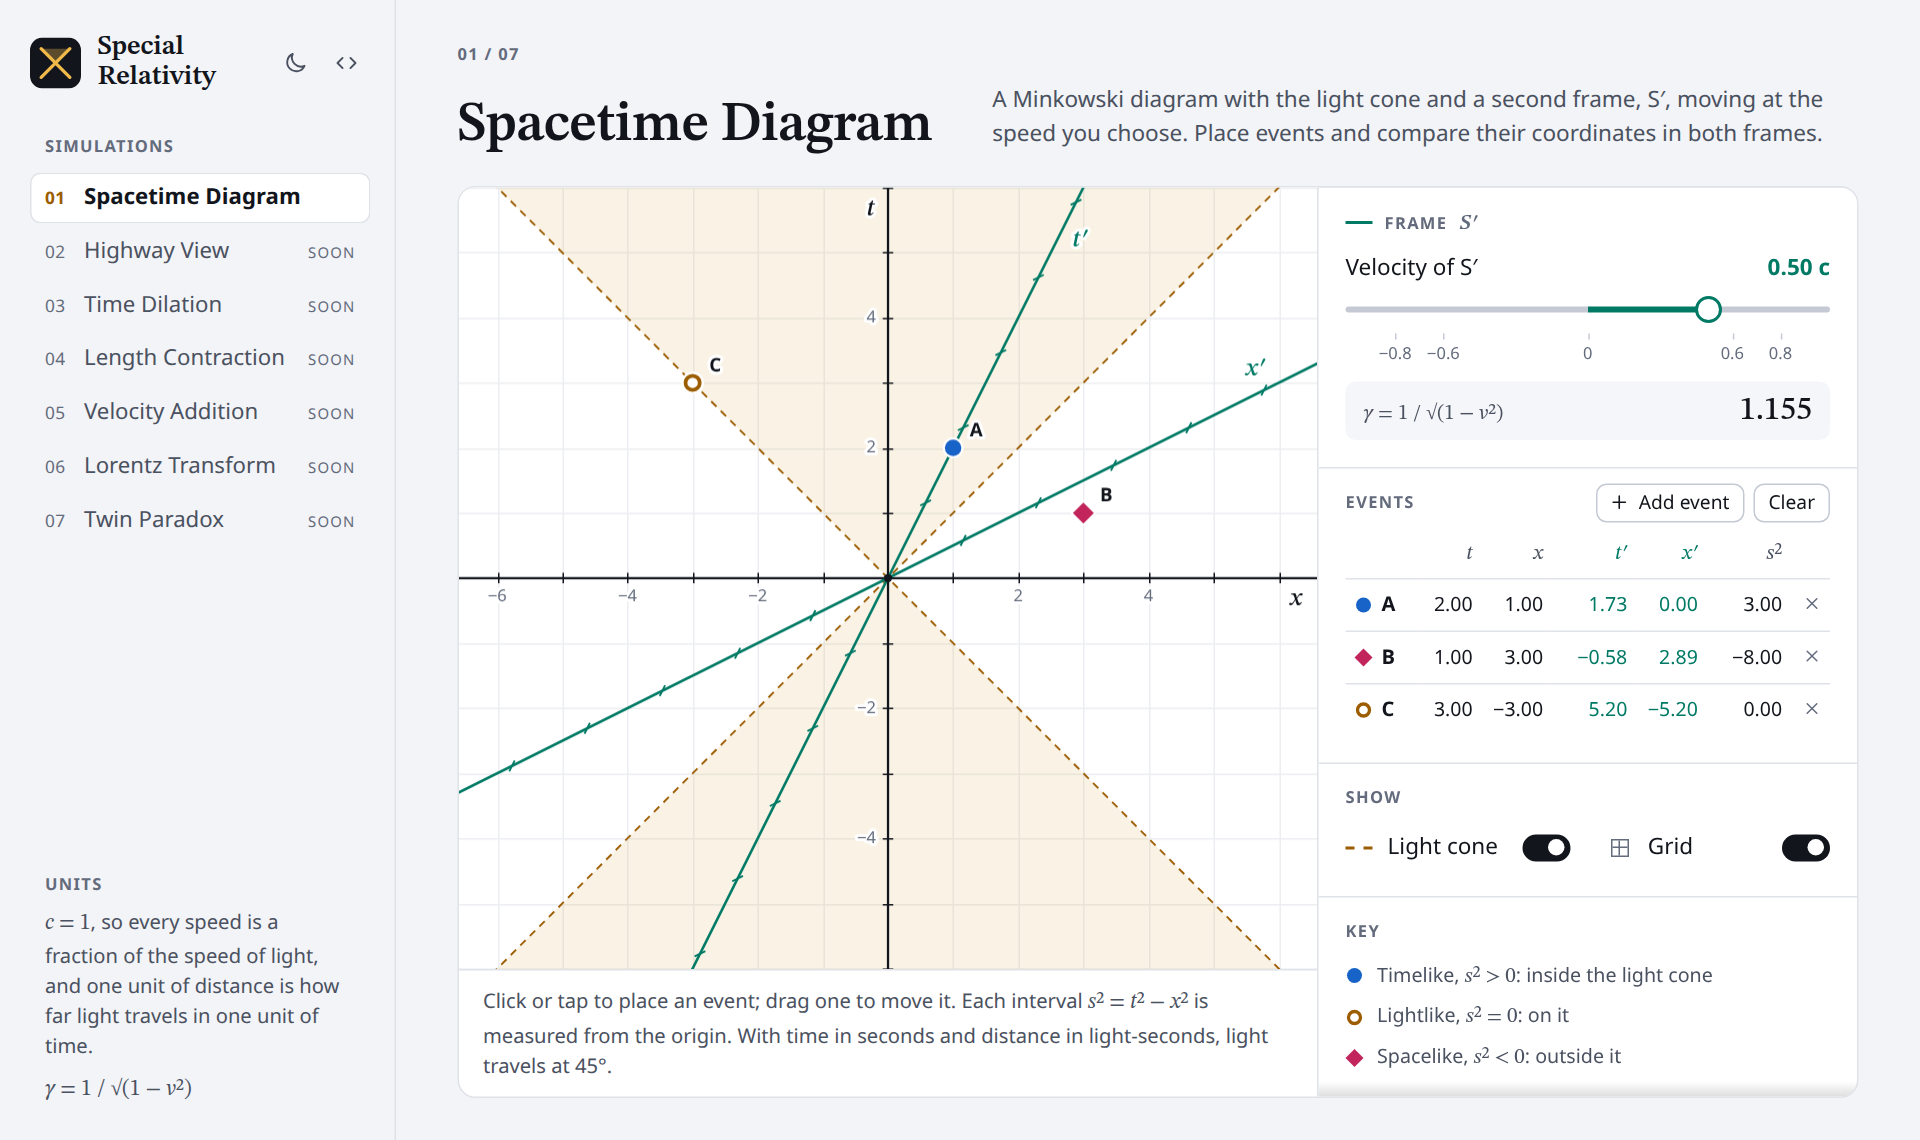 Special
Relativity
SIMULATIONS
01 Spacetime Diagram
02 Highway View SOON
03 Time Dilation SOON
04 Length Contraction SOON
05 Velocity Addition SOON
06 Lorentz Transform SOON
07 Twin Paradox SOON
UNITS
c = 1, so every speed is a
fraction of the speed of light,
and one unit of distance is how
far light travels in one unit of
time.
γ = 1 / √(1 − v²)
01 / 07
Spacetime Diagram
A Minkowski diagram with the light cone and a second frame, S′, moving at the
speed you choose. Place events and compare their coordinates in both frames.
t
t′
4
C
x′
A
2
B
−6 −4 −2 2 4 x
−2
−4
Click or tap to place an event; drag one to move it. Each interval s² = t² − x² is
measured from the origin. With time in seconds and distance in light-seconds, light
travels at 45°.
FRAME S′
Velocity of S′ 0.50 c
−0.8 −0.6 0 0.6 0.8
γ = 1 / √(1 − v²) 1.155
EVENTS + Add event Clear
t x t′ x′ s²
A 2.00 1.00 1.73 0.00 3.00 ×
B 1.00 3.00 −0.58 2.89 −8.00 ×
C 3.00 −3.00 5.20 −5.20 0.00 ×
SHOW
Light cone Grid
KEY
Timelike, s² > 0: inside the light cone
Lightlike, s² = 0: on it
Spacelike, s² < 0: outside it